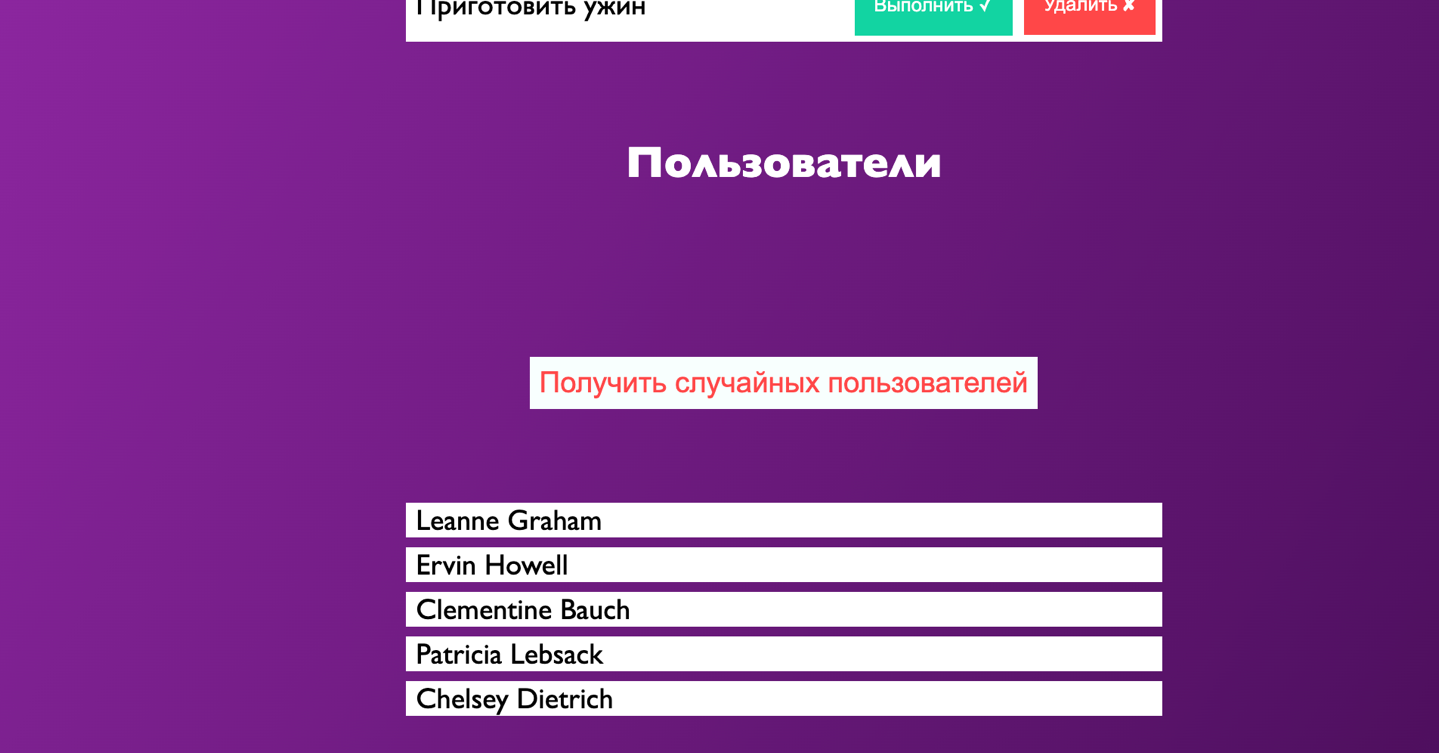 Приготовить ужин
Выполнить ✓ Удалить ✘
Пользователи
Получить случайных пользователей
Leanne Graham
Ervin Howell
Clementine Bauch
Patricia Lebsack
Chelsey Dietrich